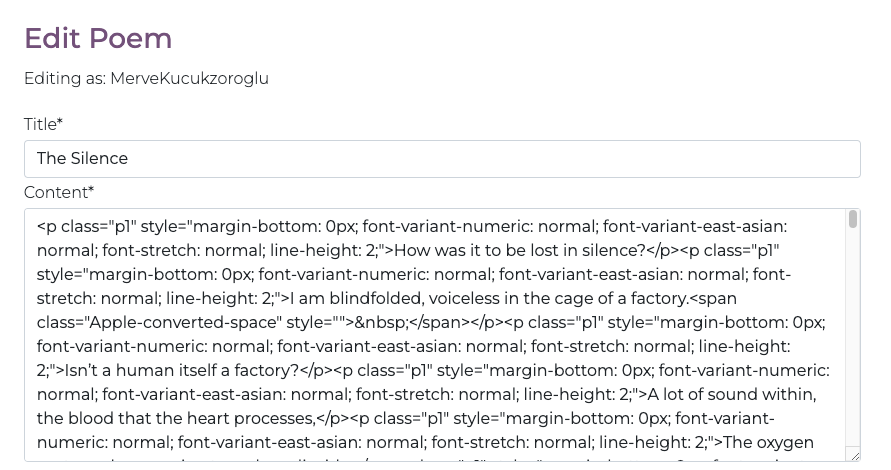 Edit Poem
Editing as: MerveKucukzoroglu
Title*
The Silence
Content*
<p class="p1" style="margin-bottom: 0px; font-variant-numeric: normal; font-variant-east-asian:
normal; font-stretch: normal; line-height: 2;">How was it to be lost in silence?</p><p class="p1"
style="margin-bottom: 0px; font-variant-numeric: normal; font-variant-east-asian: normal; font-
stretch: normal; line-height: 2;">I am blindfolded, voiceless in the cage of a factory.<span
class="Apple-converted-space" style="">&nbsp;</span></p><p class="p1" style="margin-bottom: 0px;
font-variant-numeric: normal; font-variant-east-asian: normal; font-stretch: normal; line-height:
2;">Isn’t a human itself a factory?</p><p class="p1" style="margin-bottom: 0px; font-variant-numeric:
normal; font-variant-east-asian: normal; font-stretch: normal; line-height: 2;">A lot of sound within,
the blood that the heart processes,</p><p class="p1" style="margin-bottom: 0px; font-variant-
numeric: normal; font-variant-east-asian: normal; font-stretch: normal; line-height: 2;">The oxygen